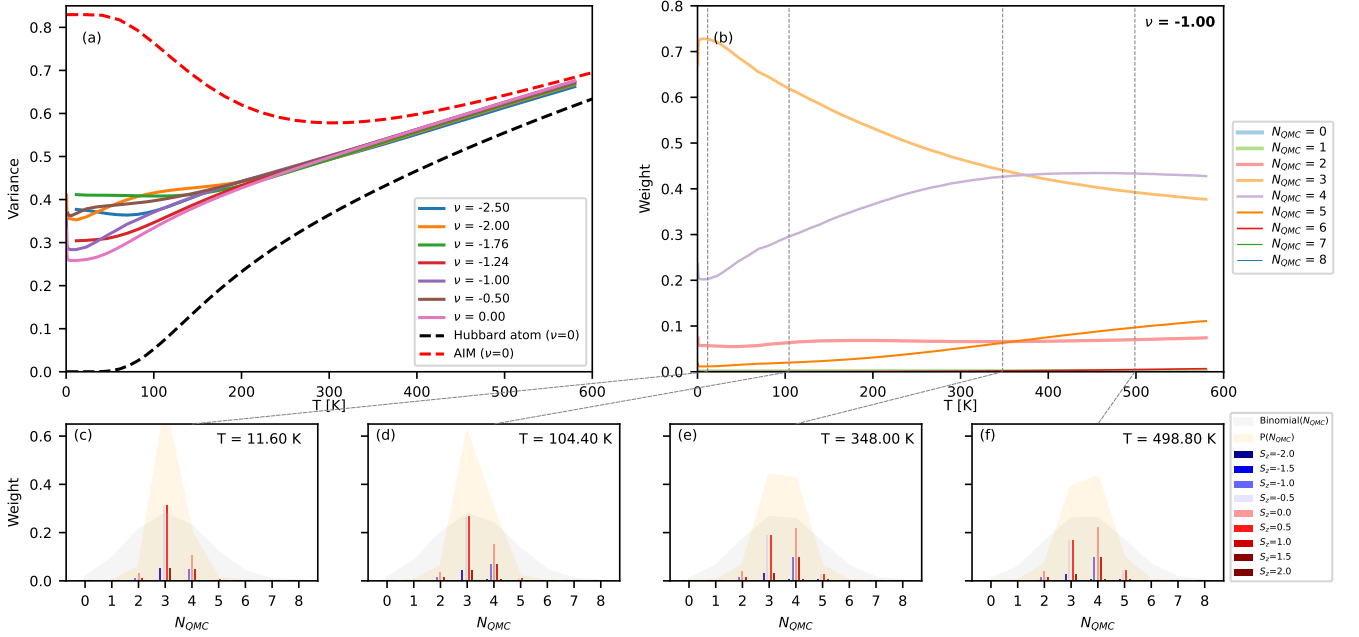 (a)
Variance
0.8
0.7
0.6
0.5
0.4
0.3
0.2
0.1
0.0
0
100
200
300
400
500
600
T [K]
ν = -2.50
ν = -2.00
ν = -1.76
ν = -1.24
ν = -1.00
ν = -0.50
ν = 0.00
Hubbard atom (ν=0)
AIM (ν=0)
(b)
ν = -1.00
Weight
0.8
0.7
0.6
0.5
0.4
0.3
0.2
0.1
0.0
0
100
200
300
400
500
600
T [K]
N_QMC = 0
N_QMC = 1
N_QMC = 2
N_QMC = 3
N_QMC = 4
N_QMC = 5
N_QMC = 6
N_QMC = 7
N_QMC = 8
(c)
T = 11.60 K
Weight
0.6
0.4
0.2
0.0
0 1 2 3 4 5 6 7 8
N_QMC
(d)
T = 104.40 K
0 1 2 3 4 5 6 7 8
N_QMC
(e)
T = 348.00 K
0 1 2 3 4 5 6 7 8
N_QMC
(f)
T = 498.80 K
0 1 2 3 4 5 6 7 8
N_QMC
Binomial(N_QMC)
P(N_QMC)
S_z=-2.0
S_z=-1.5
S_z=-1.0
S_z=-0.5
S_z=0.0
S_z=0.5
S_z=1.0
S_z=1.5
S_z=2.0